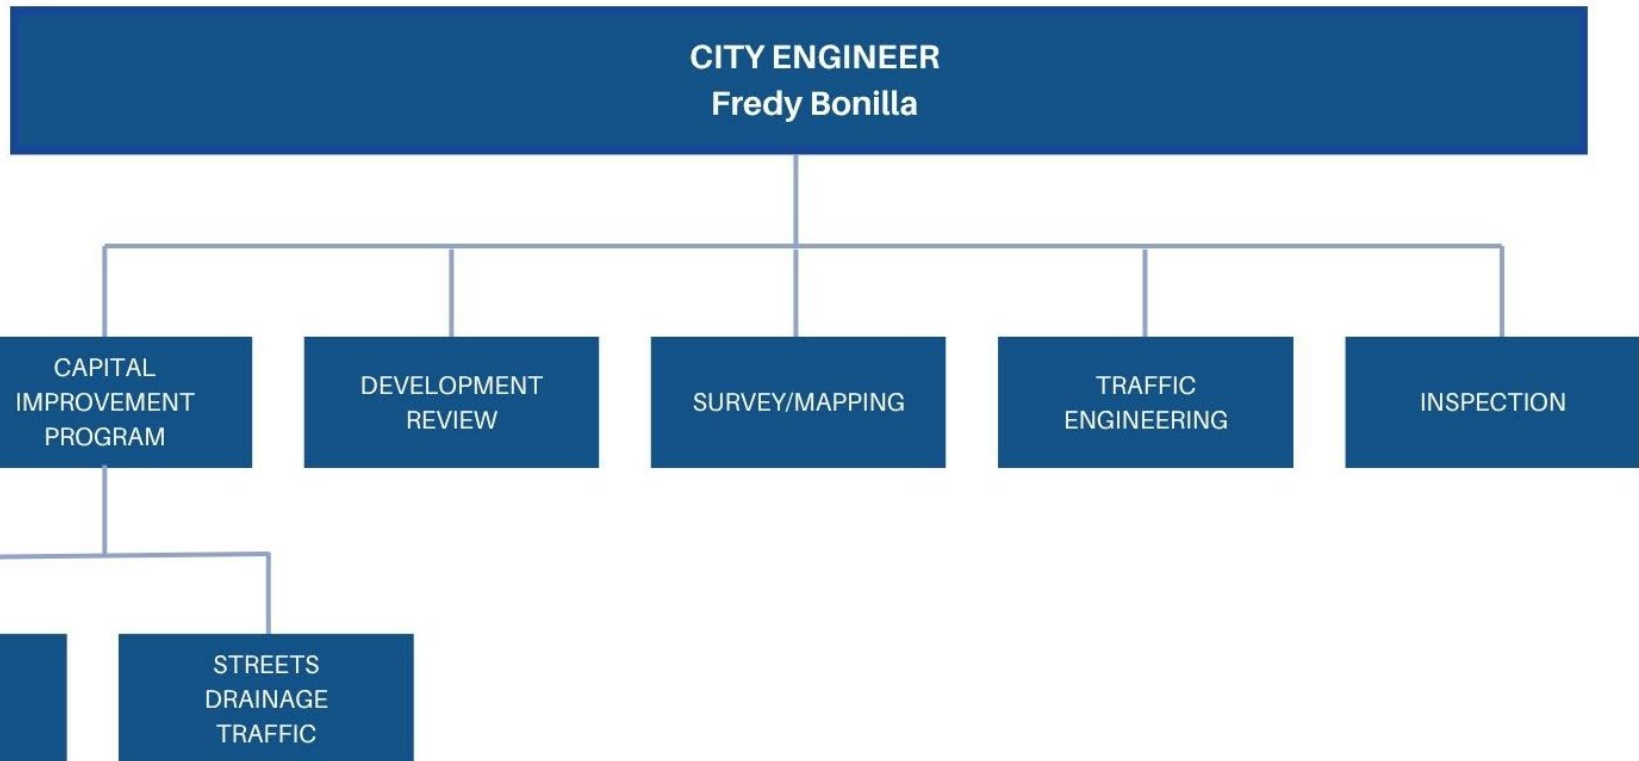 CITY ENGINEER
Fredy Bonilla
CAPITAL
IMPROVEMENT
PROGRAM
DEVELOPMENT
REVIEW
SURVEY/MAPPING
TRAFFIC
ENGINEERING
INSPECTION
STREETS
DRAINAGE
TRAFFIC